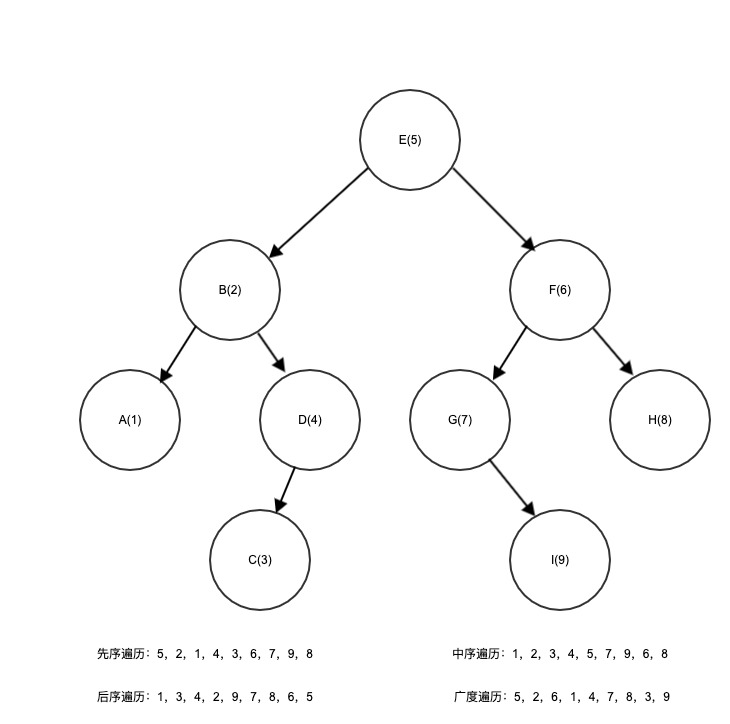 E(5)
B(2)
F(6)
A(1)
D(4)
G(7)
H(8)
C(3)
I(9)
先序遍历：5，2，1，4，3，6，7，9，8
中序遍历：1，2，3，4，5，7，9，6，8
后序遍历：1，3，4，2，9，7，8，6，5
广度遍历：5，2，6，1，4，7，8，3，9